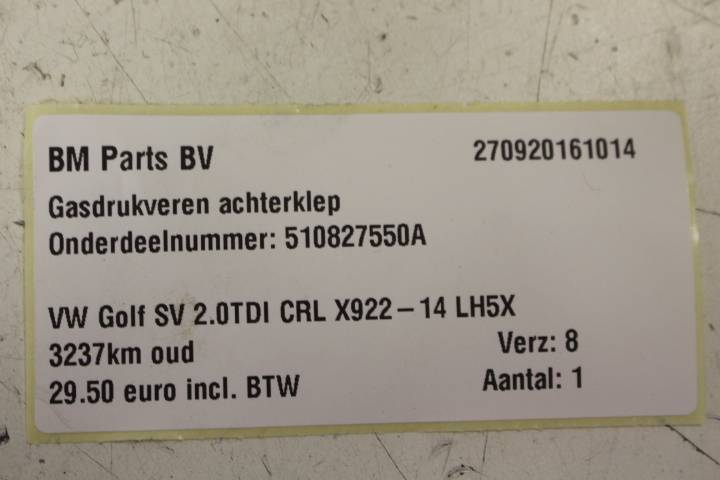 BM Parts BV 270920161014
Gasdrukveren achterklep
Onderdeelnummer: 510827550A
VW Golf SV 2.0TDI CRL X922-14 LH5X
3237km oud Verz: 8
29.50 euro incl. BTW Aantal: 1